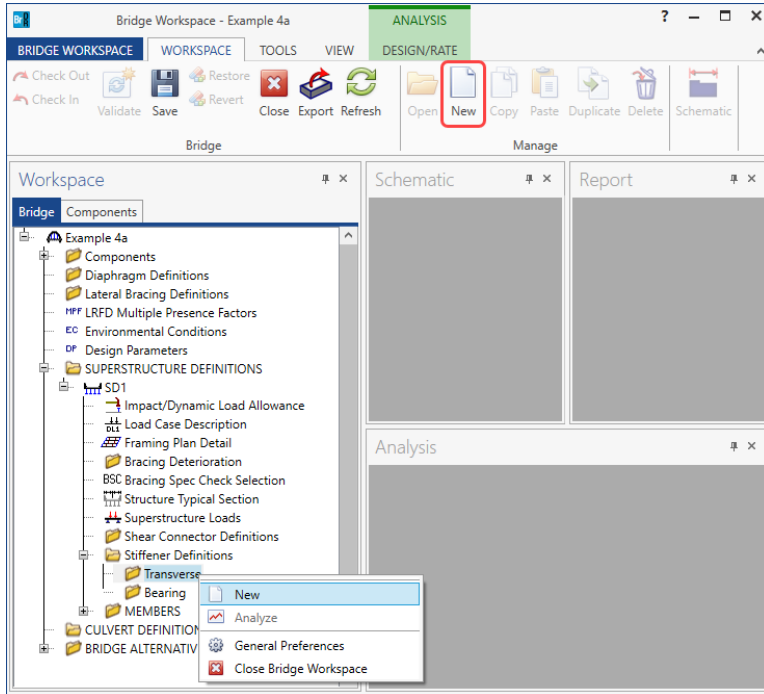 Br R Bridge Workspace - Example 4a ANALYSIS ?
BRIDGE WORKSPACE WORKSPACE TOOLS VIEW DESIGN/RATE
Check Out
Check In
Validate Save
Restore
Revert
Close Export Refresh Open New Copy Paste Duplicate Delete Schematic
Bridge Manage
Workspace
Bridge Components
Example 4a
Components
Diaphragm Definitions
Lateral Bracing Definitions
MPF LRFD Multiple Presence Factors
EC Environmental Conditions
DP Design Parameters
SUPERSTRUCTURE DEFINITIONS
SD1
Impact/Dynamic Load Allowance
DL1 Load Case Description
Framing Plan Detail
Bracing Deterioration
BSC Bracing Spec Check Selection
Structure Typical Section
Superstructure Loads
Shear Connector Definitions
Stiffener Definitions
Transverse
Bearing
MEMBERS
CULVERT DEFINITION
BRIDGE ALTERNATIV
New
Analyze
General Preferences
Close Bridge Workspace
Schematic
Report
Analysis